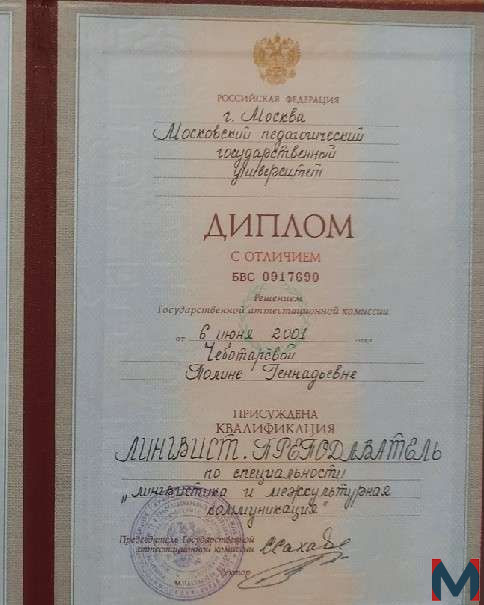 РОССИЙСКАЯ ФЕДЕРАЦИЯ
г. Москва
Московский педагогический
государственный
университет
ДИПЛОМ
С ОТЛИЧИЕМ
БВС 0917690
Решением
Государственной аттестационной комиссии
от 6 июня 2001 года
Чеботаревой
Полине Геннадьевне
ПРИСУЖДЕНА
КВАЛИФИКАЦИЯ
ЛИНГВИСТ. ПРЕПОДАВАТЕЛЬ
по специальности
„лингвистика и межкультурная
коммуникация"
Председатель Государственной
аттестационной комиссии
Ректор
М